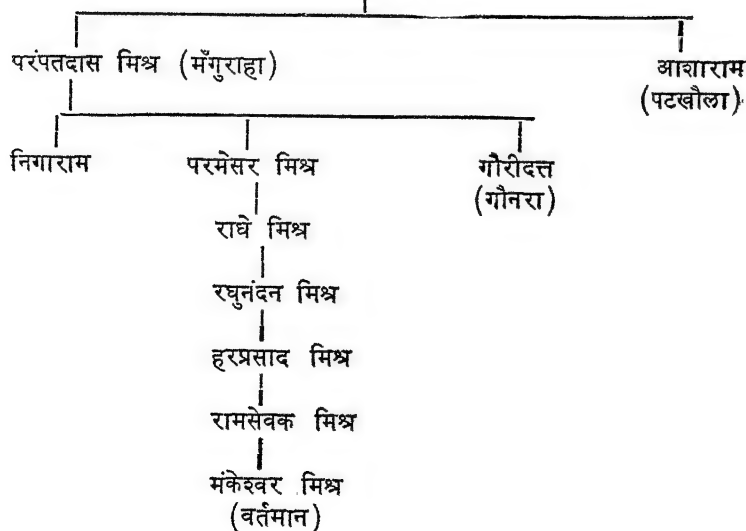 परंपतदास मिश्र (मँगुराहा) आशाराम
(पटखौला)
निगाराम परमेसर मिश्र गौरीदत्त
(गौनरा)
राघे मिश्र
रघुनंदन मिश्र
हरप्रसाद मिश्र
रामसेवक मिश्र
मंकेश्वर मिश्र
(वर्तमान)